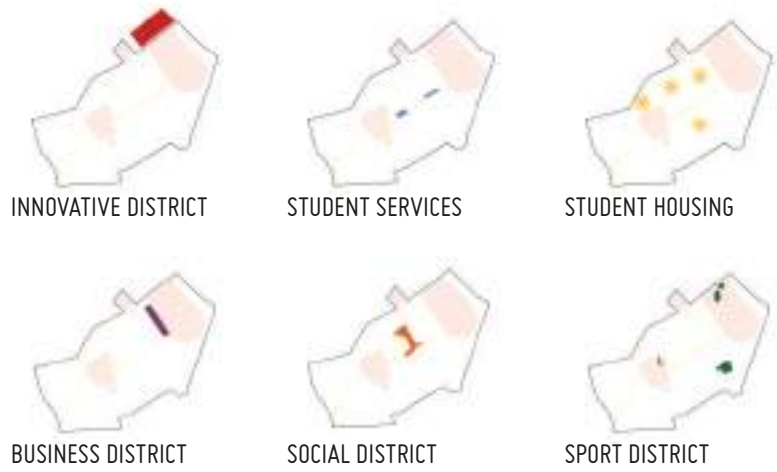 INNOVATIVE DISTRICT
STUDENT SERVICES
STUDENT HOUSING
BUSINESS DISTRICT
SOCIAL DISTRICT
SPORT DISTRICT